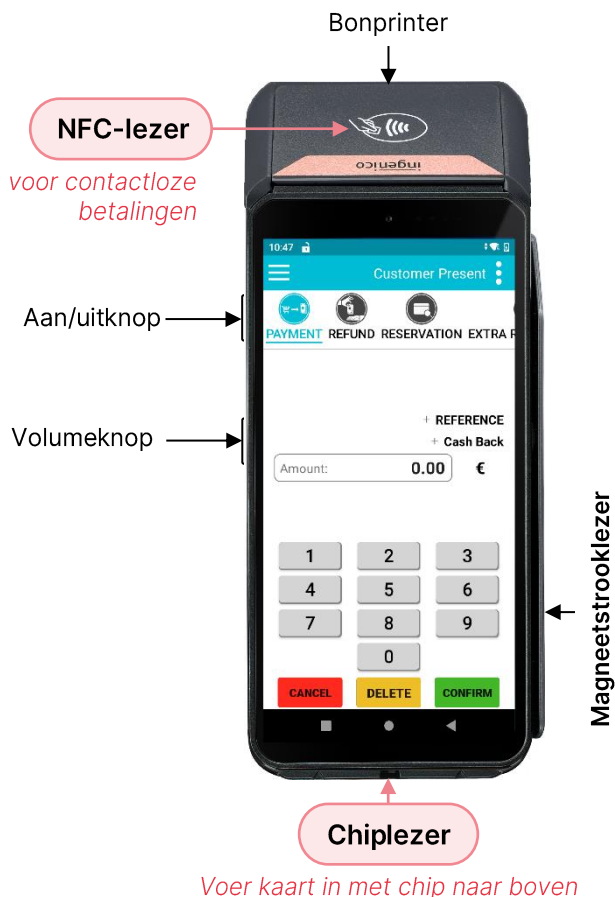 Bonprinter
NFC-lezer
voor contactloze
betalingen
ingenico
10:47
Customer Present
PAYMENT REFUND RESERVATION EXTRA
Aan/uitknop
+ REFERENCE
Volumeknop
+ Cash Back
Amount: 0.00 €
Magneetstrooklezer
1 2 3
4 5 6
7 8 9
0
CANCEL DELETE CONFIRM
Chiplezer
Voer kaart in met chip naar boven